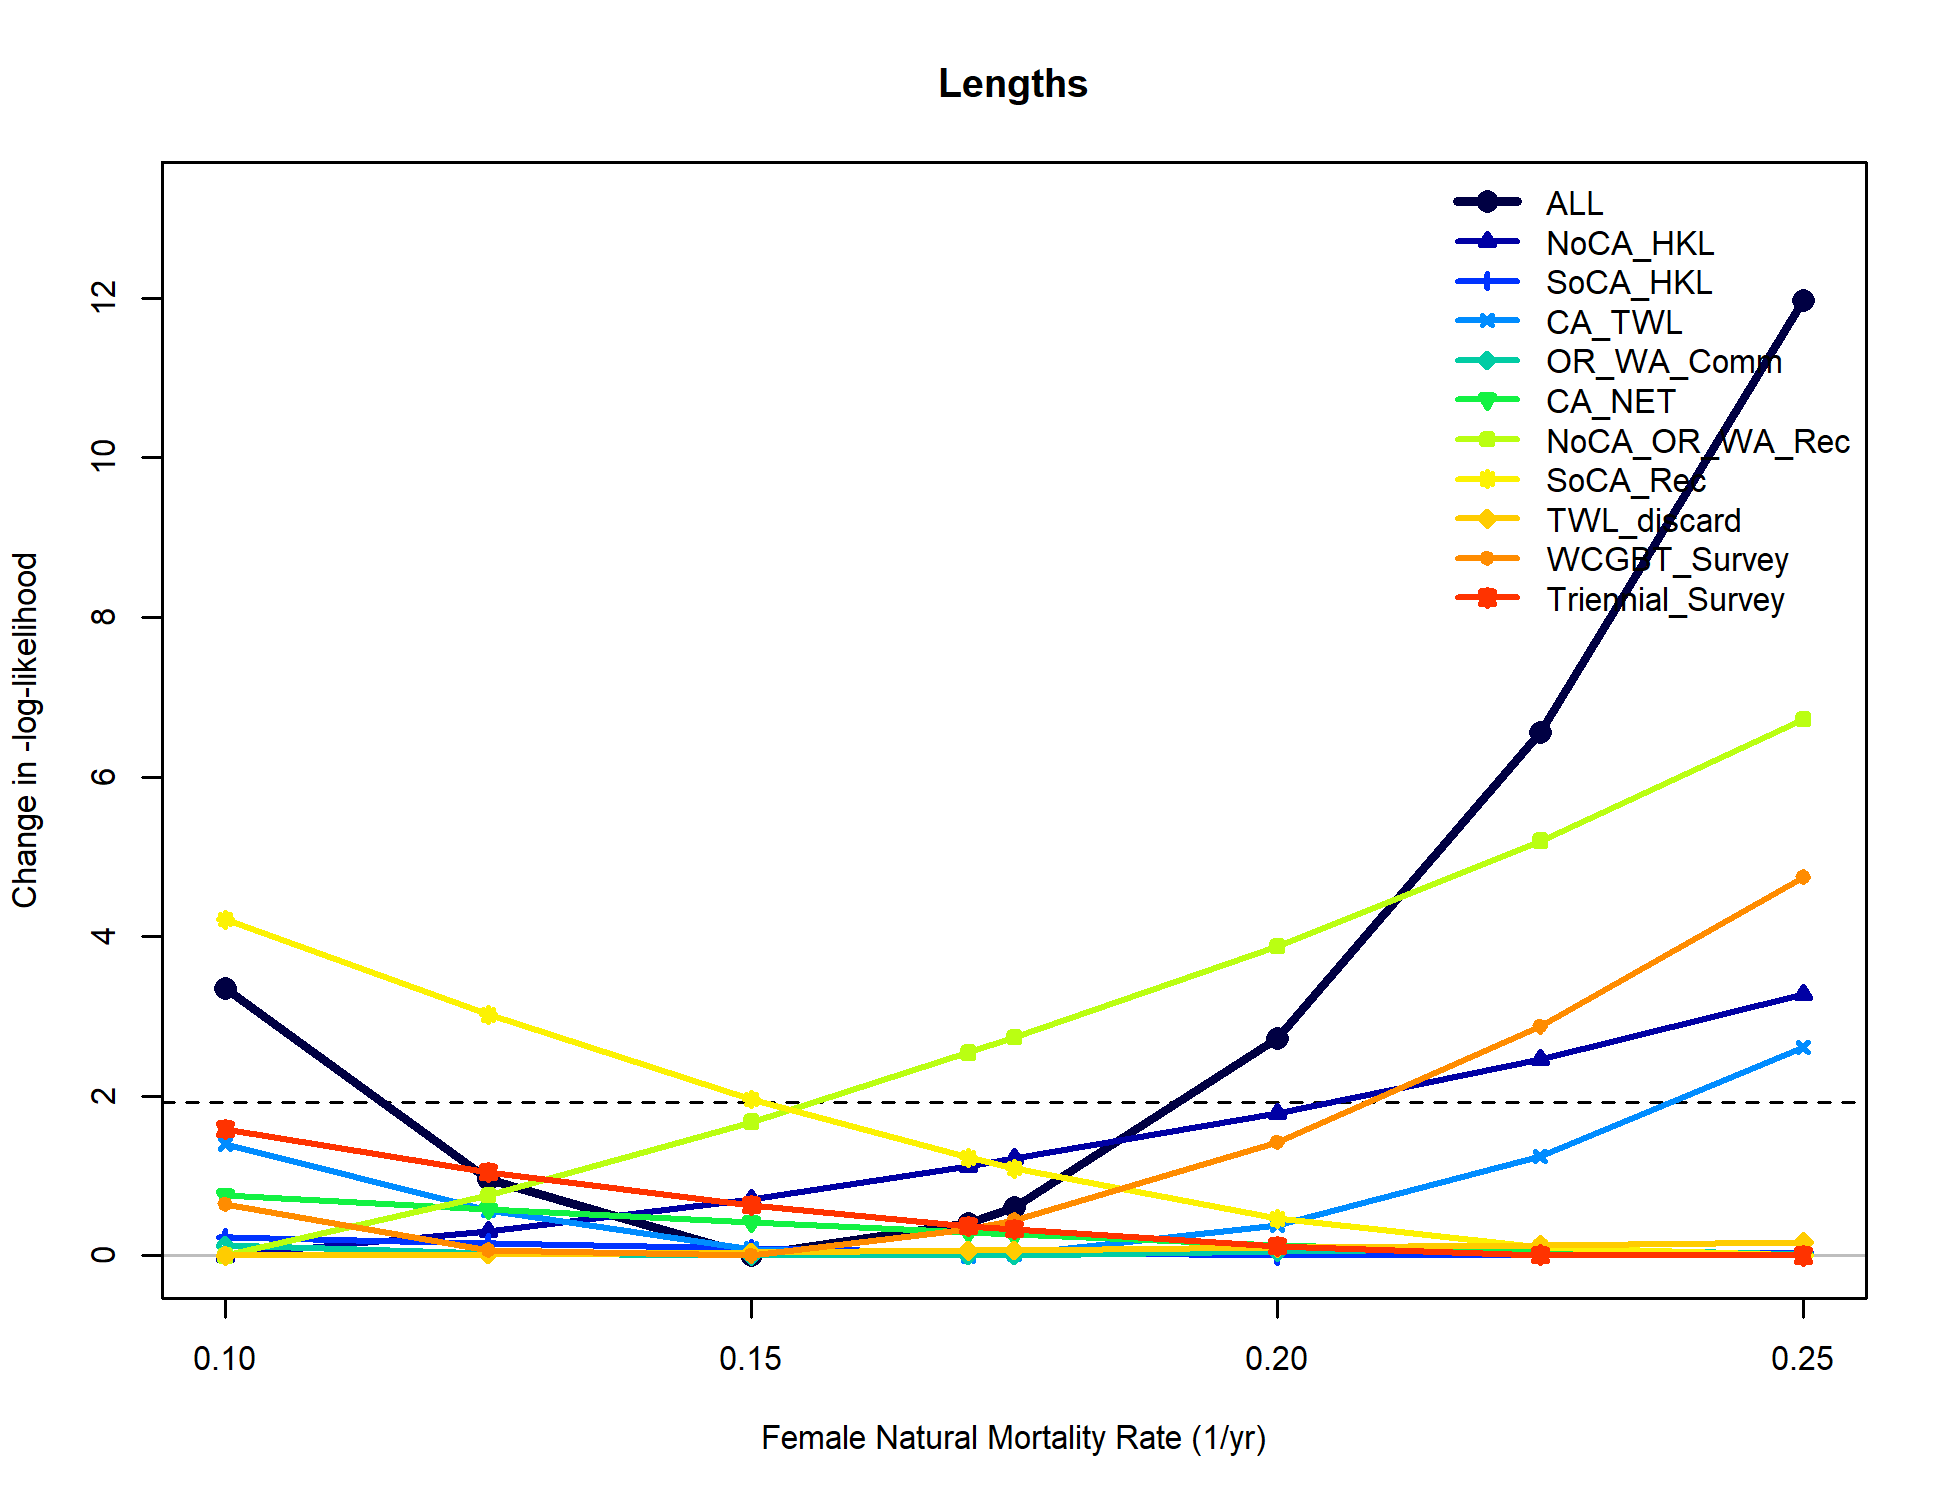 Lengths
Change in -log-likelihood
12
10
8
6
4
2
0
ALL
NoCA_HKL
SoCA_HKL
CA_TWL
OR_WA_Comm
CA_NET
NoCA_OR_WA_Rec
SoCA_Rec
TWL_discard
WCGBT_Survey
Triennial_Survey
0.10 0.15 0.20 0.25
Female Natural Mortality Rate (1/yr)